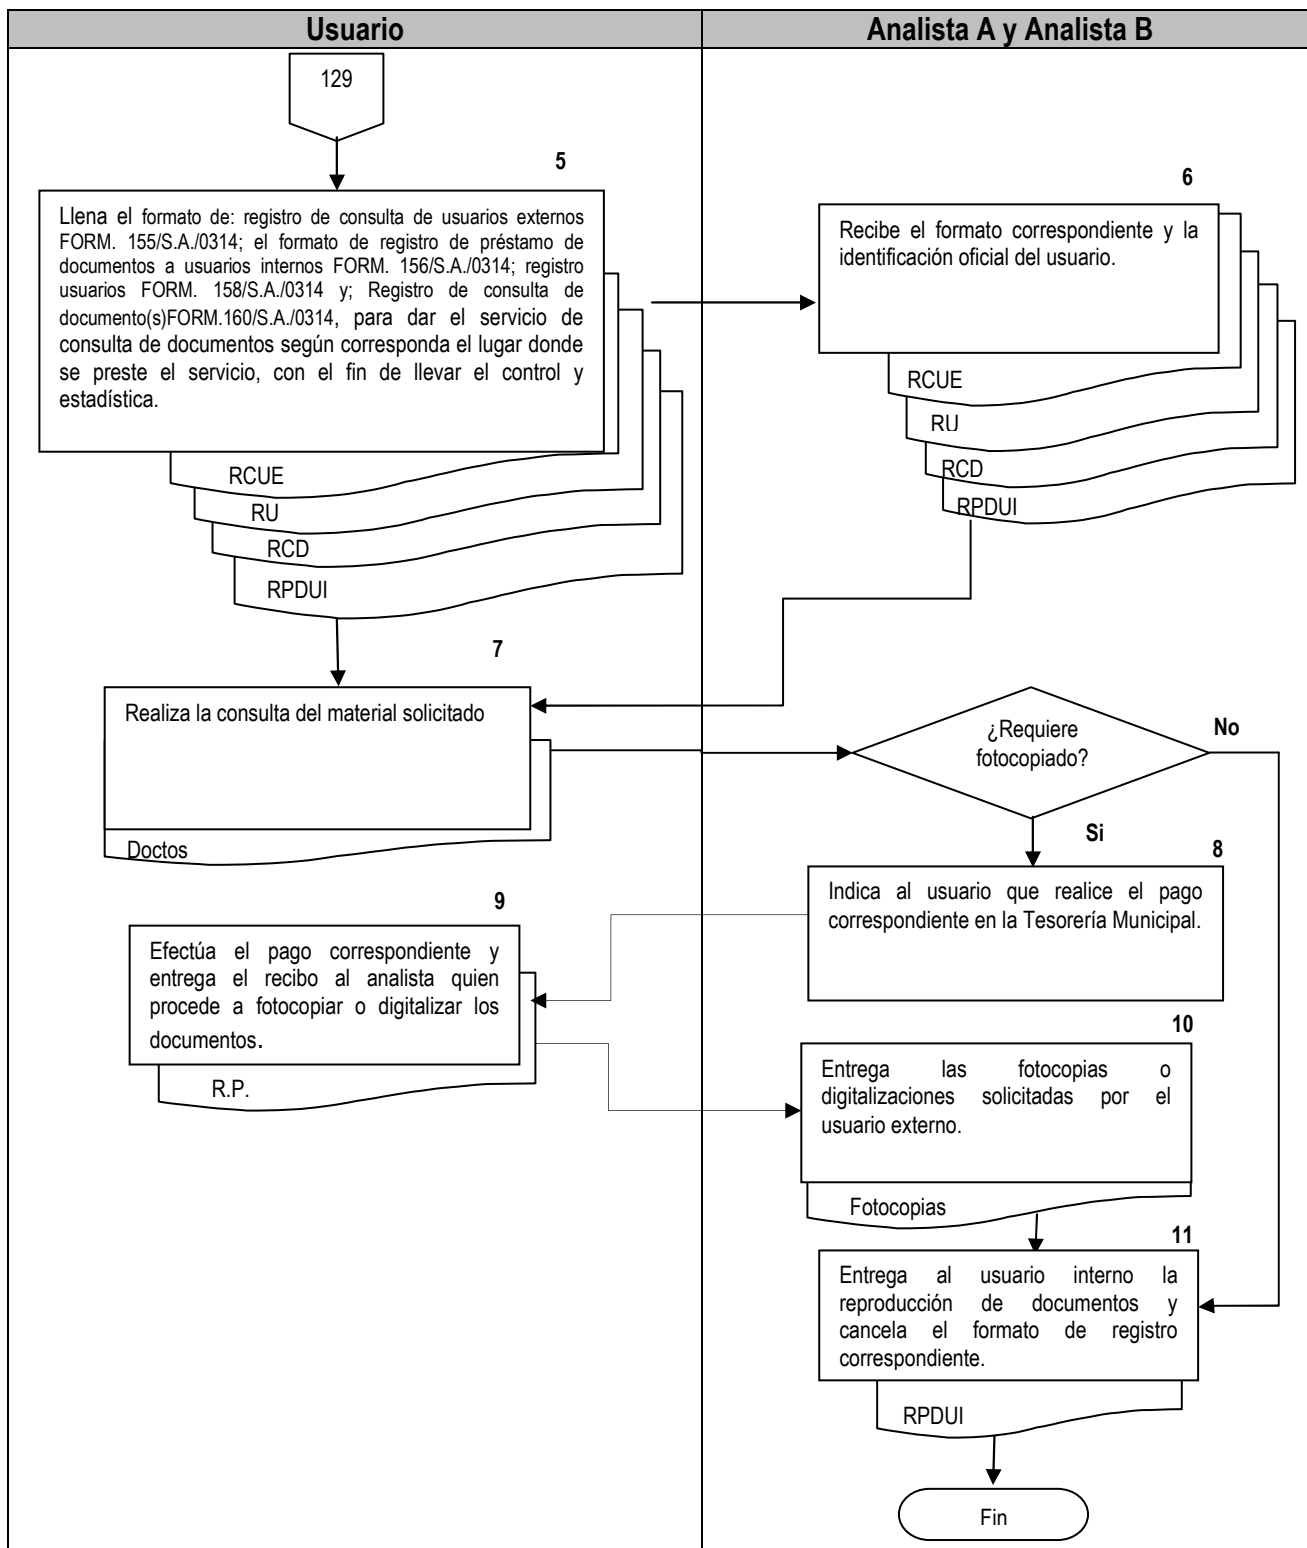 Usuario
Analista A y Analista B
129
5
Llena el formato de: registro de consulta de usuarios externos
FORM. 155/S.A./0314; el formato de registro de préstamo de
documentos a usuarios internos FORM. 156/S.A./0314; registro
usuarios FORM. 158/S.A./0314 y; Registro de consulta de
documento(s)FORM.160/S.A./0314, para dar el servicio de
consulta de documentos según corresponda el lugar donde
se preste el servicio, con el fin de llevar el control y
estadística.
RCUE
RU
RCD
RPDUI
6
Recibe el formato correspondiente y la
identificación oficial del usuario.
RCUE
RU
RCD
RPDUI
7
Realiza la consulta del material solicitado
Doctos
¿Requiere
fotocopiado?
No
Si
8
Indica al usuario que realice el pago
correspondiente en la Tesorería Municipal.
9
Efectúa el pago correspondiente y
entrega el recibo al analista quien
procede a fotocopiar o digitalizar los
documentos.
R.P.
10
Entrega las fotocopias o
digitalizaciones solicitadas por el
usuario externo.
Fotocopias
11
Entrega al usuario interno la
reproducción de documentos y
cancela el formato de registro
correspondiente.
RPDUI
Fin